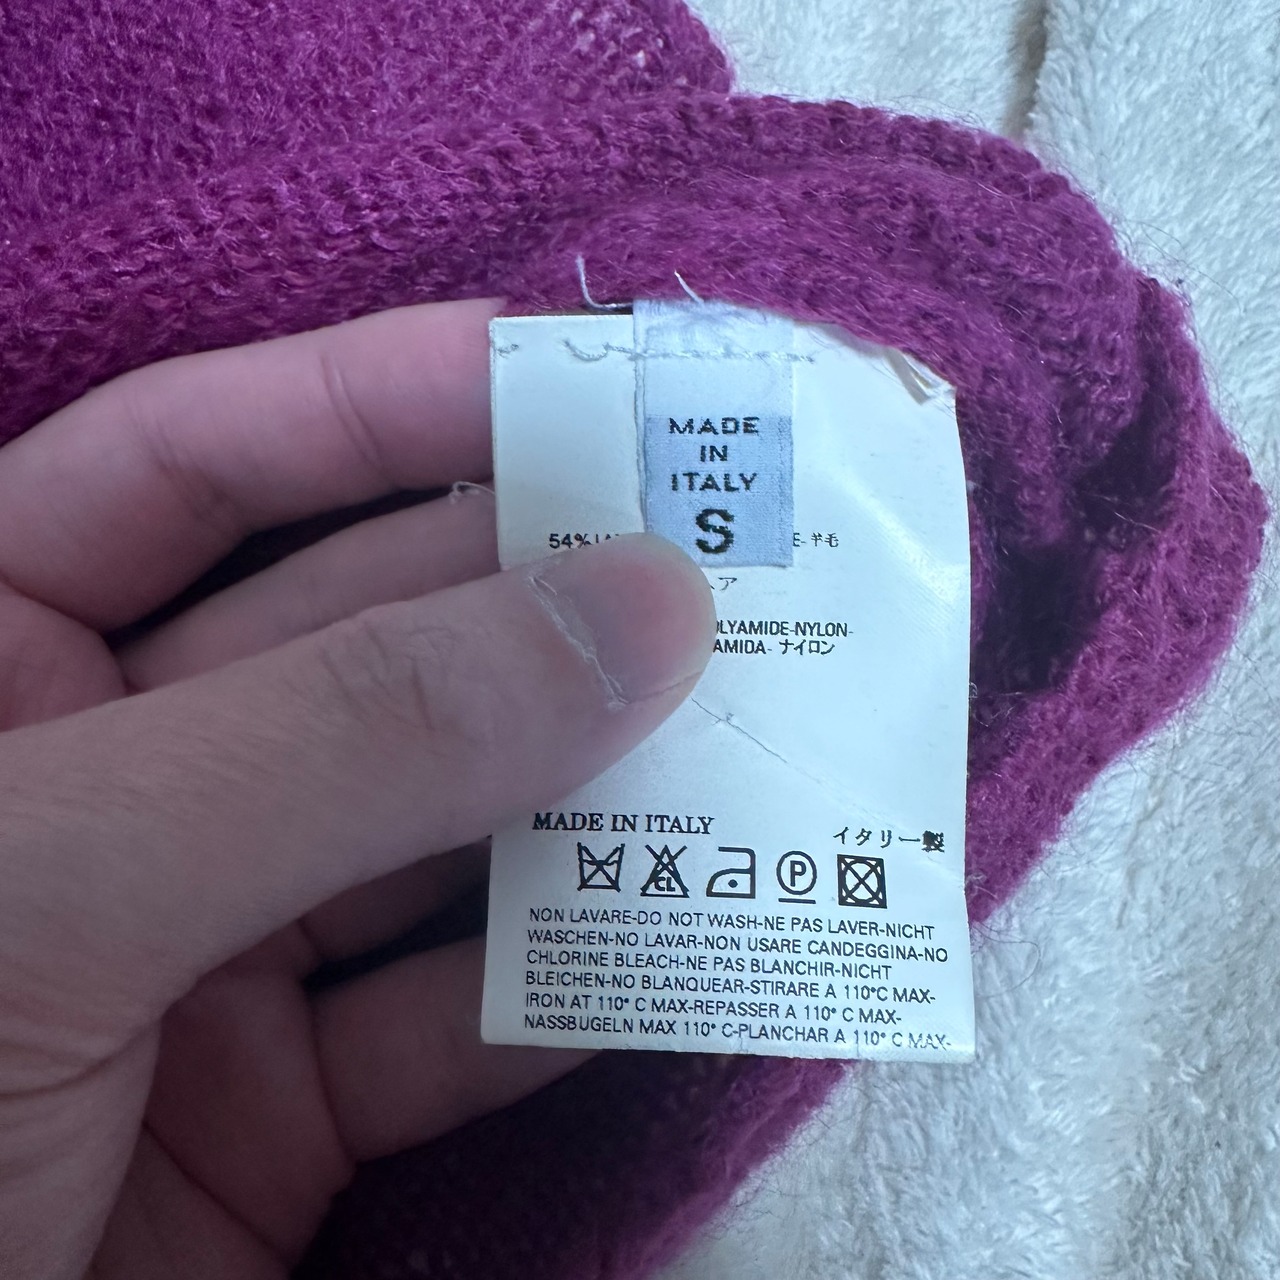 MADE
IN
ITALY
S
54%
E-羊毛
ヘア
LYAMIDE-NYLON-
AMIDA- ナイロン
MADE IN ITALY
イタリー製
CL
P
NON LAVARE-DO NOT WASH-NE PAS LAVER-NICHT
WASCHEN-NO LAVAR-NON USARE CANDEGGINA-NO
CHLORINE BLEACH-NE PAS BLANCHIR-NICHT
BLEICHEN-NO BLANQUEAR-STIRARE A 110°C MAX-
IRON AT 110° C MAX-REPASSER A 110° C MAX-
NASSBUGELN MAX 110° C-PLANCHAR A 110° C MAX-